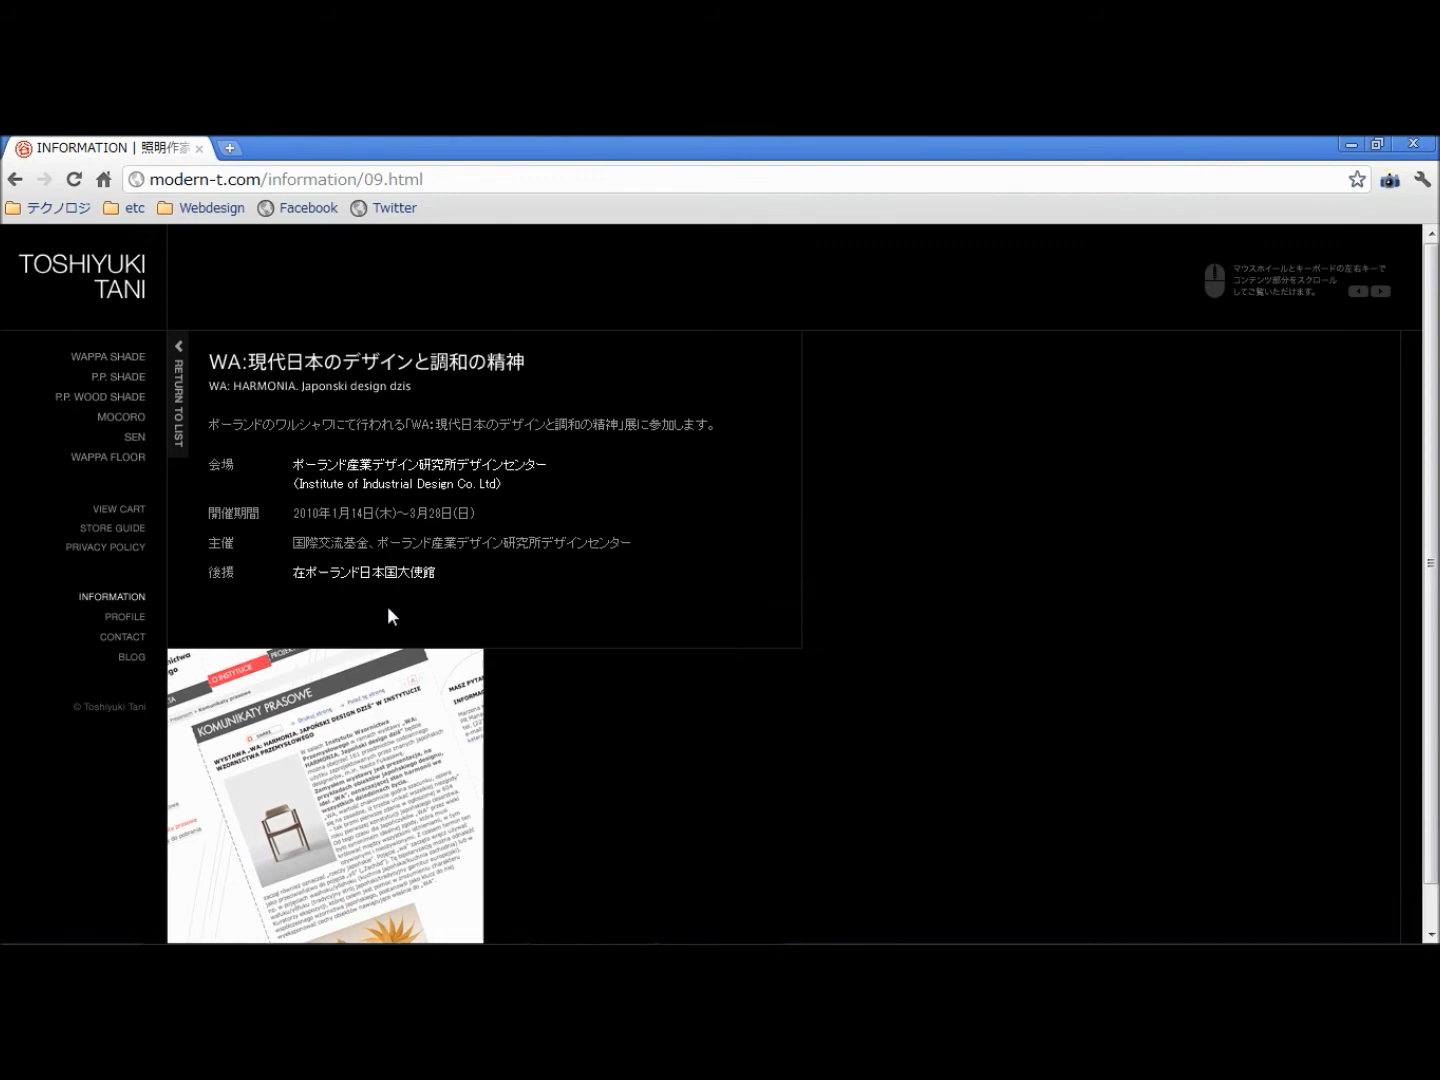 INFORMATION | 照明作家
modern-t.com/information/09.html
テクノロジ
etc
Webdesign
Facebook
Twitter
TOSHIYUKI
TANI
マウスホイールとキーボードの左右キーで
コンテンツ部分をスクロール
してご覧いただけます。
WAPPA SHADE
P.P. SHADE
P.P. WOOD SHADE
MOCORO
SEN
WAPPA FLOOR
VIEW CART
STORE GUIDE
PRIVACY POLICY
INFORMATION
PROFILE
CONTACT
BLOG
© Toshiyuki Tani
RETURN TO LIST
WA:現代日本のデザインと調和の精神
WA: HARMONIA. Japonski design dzis
ポーランドのワルシャワにて行われる「WA:現代日本のデザインと調和の精神」展に参加します。
会場 ポーランド産業デザイン研究所デザインセンター
(Institute of Industrial Design Co. Ltd)
開催期間 2010年1月14日(木)～3月28日(日)
主催 国際交流基金、ポーランド産業デザイン研究所デザインセンター
後援 在ポーランド日本国大使館
O INSTYTUCIE
KOMUNIKATY PRASOWE
WYSTAWA „WA: HARMONIA. JAPOŃSKI DESIGN DZIŚ” W INSTYTUCIE
WZORNICTWA PRZEMYSŁOWEGO